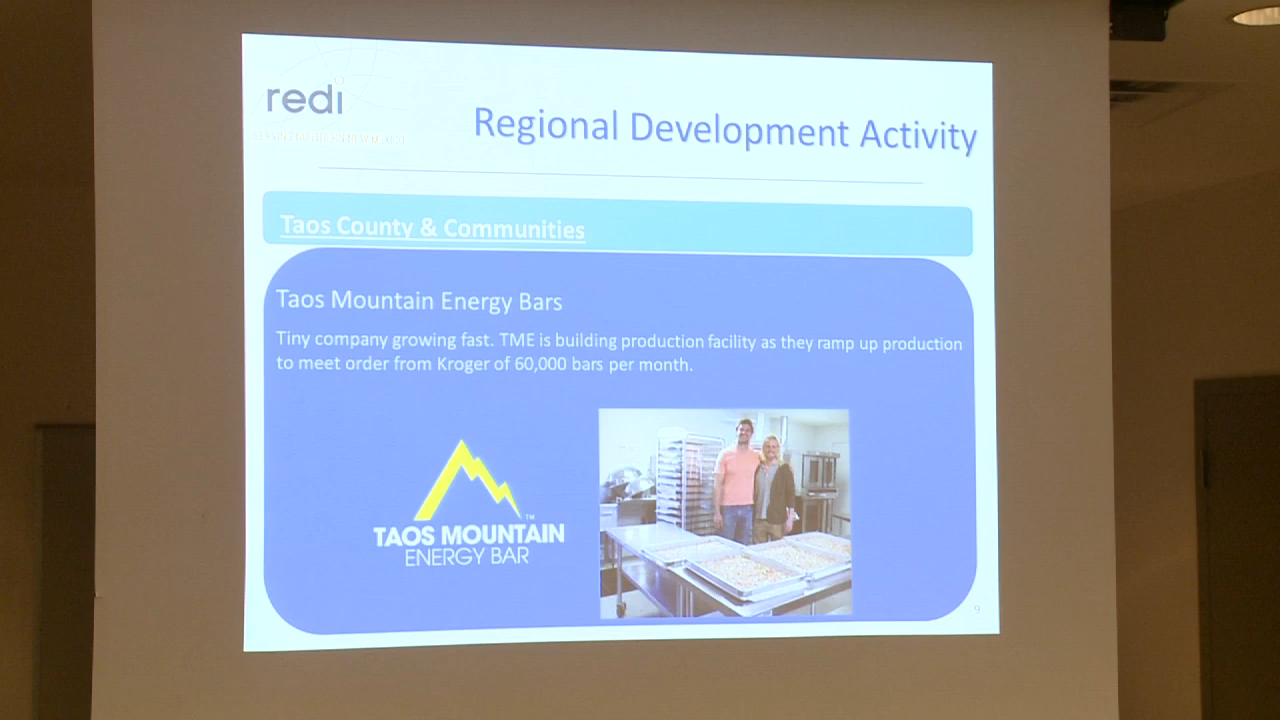 redi
Regional Development Activity
Taos County & Communities
Taos Mountain Energy Bars
Tiny company growing fast. TME is building production facility as they ramp up production
to meet order from Kroger of 60,000 bars per month.
TAOS MOUNTAIN™
ENERGY BAR
9